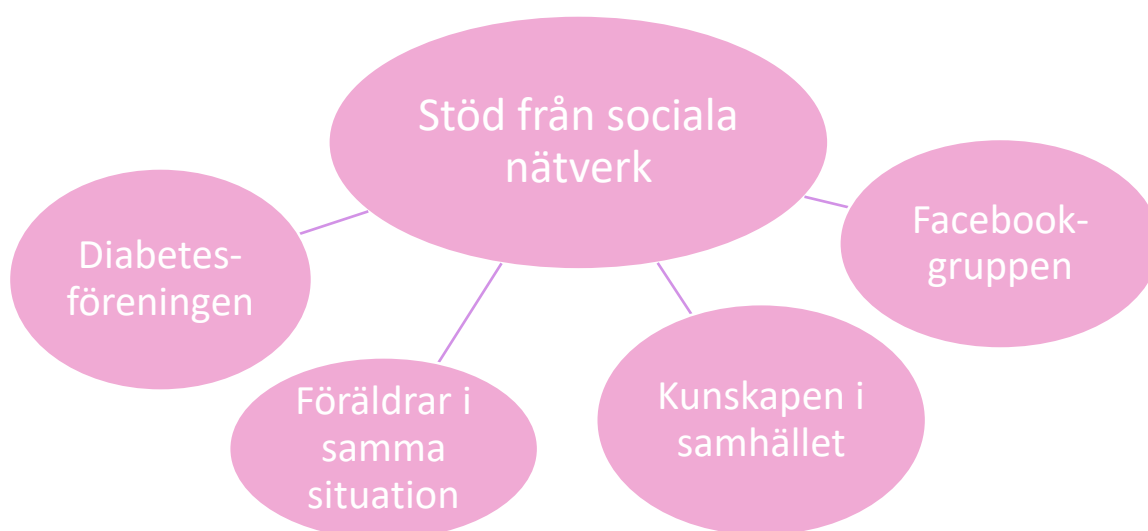 Stöd från sociala
nätverk
Diabetes-
föreningen
Föräldrar i
samma
situation
Kunskapen i
samhället
Facebook-
gruppen